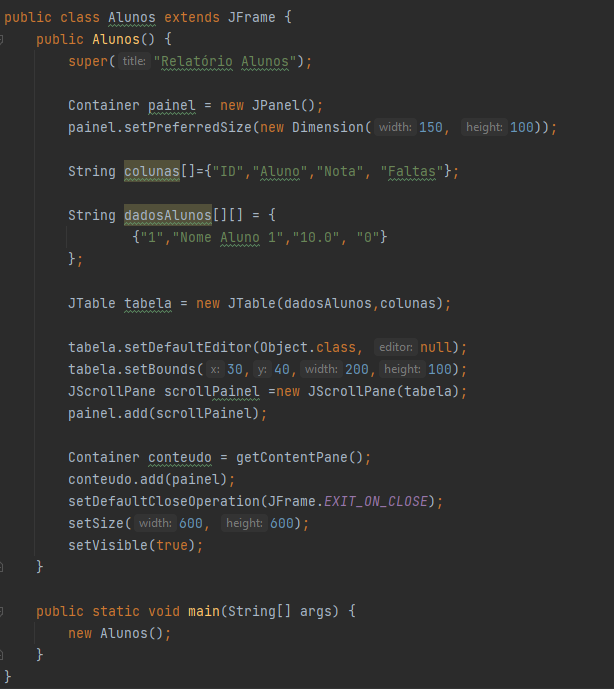 public class Alunos extends JFrame {
public Alunos() {
super( title: "Relatório Alunos");
Container painel = new JPanel();
painel.setPreferredSize(new Dimension( width: 150, height: 100));
String colunas[]={"ID","Aluno","Nota", "Faltas"};
String dadosAlunos[][] = {
{"1","Nome Aluno 1","10.0", "0"}
};
JTable tabela = new JTable(dadosAlunos,colunas);
tabela.setDefaultEditor(Object.class, editor: null);
tabela.setBounds( x: 30, y: 40, width: 200, height: 100);
JScrollPane scrollPainel =new JScrollPane(tabela);
painel.add(scrollPainel);
Container conteudo = getContentPane();
conteudo.add(painel);
setDefaultCloseOperation(JFrame.EXIT_ON_CLOSE);
setSize( width: 600, height: 600);
setVisible(true);
}
public static void main(String[] args) {
new Alunos();
}
}